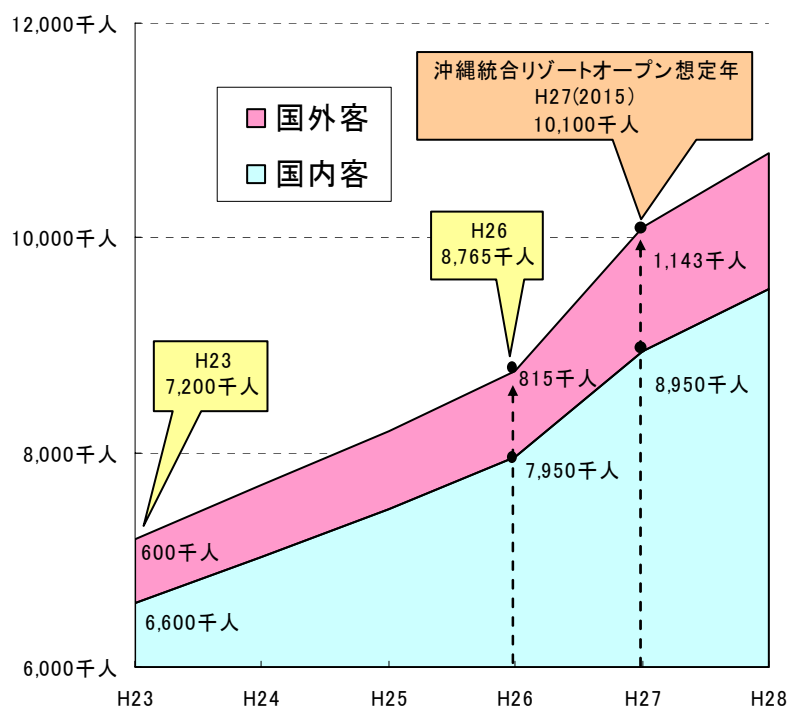 12,000千人
10,000千人
8,000千人
6,000千人
国外客
国内客
沖縄統合リゾートオープン想定年
H27(2015)
10,100千人
H26
8,765千人
H23
7,200千人
1,143千人
815千人
8,950千人
7,950千人
600千人
6,600千人
H23
H24
H25
H26
H27
H28